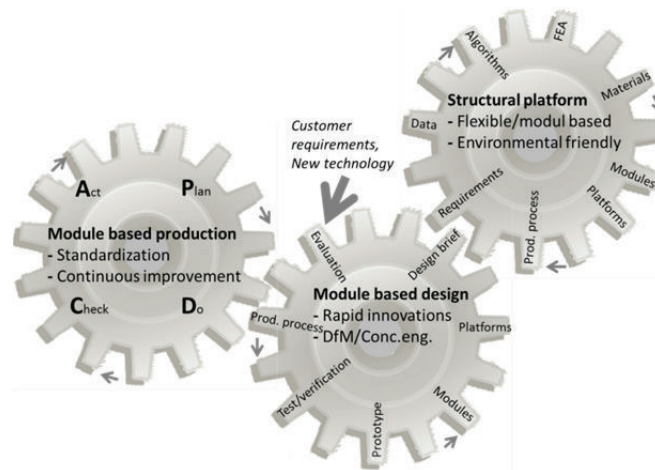 Act
Plan
Module based production
- Standardization
- Continuous improvement
Check
Do
Customer
requirements,
New technology
Evaluation
Design brief
Module based design
- Rapid innovations
- DfM/Conc.eng.
Prod. process
Platforms
Test/verification
Prototype
Modules
Algorithms
FEA
Materials
Structural platform
- Flexible/modul based
- Environmental friendly
Data
Modules
Requirements
Prod. process
Platforms